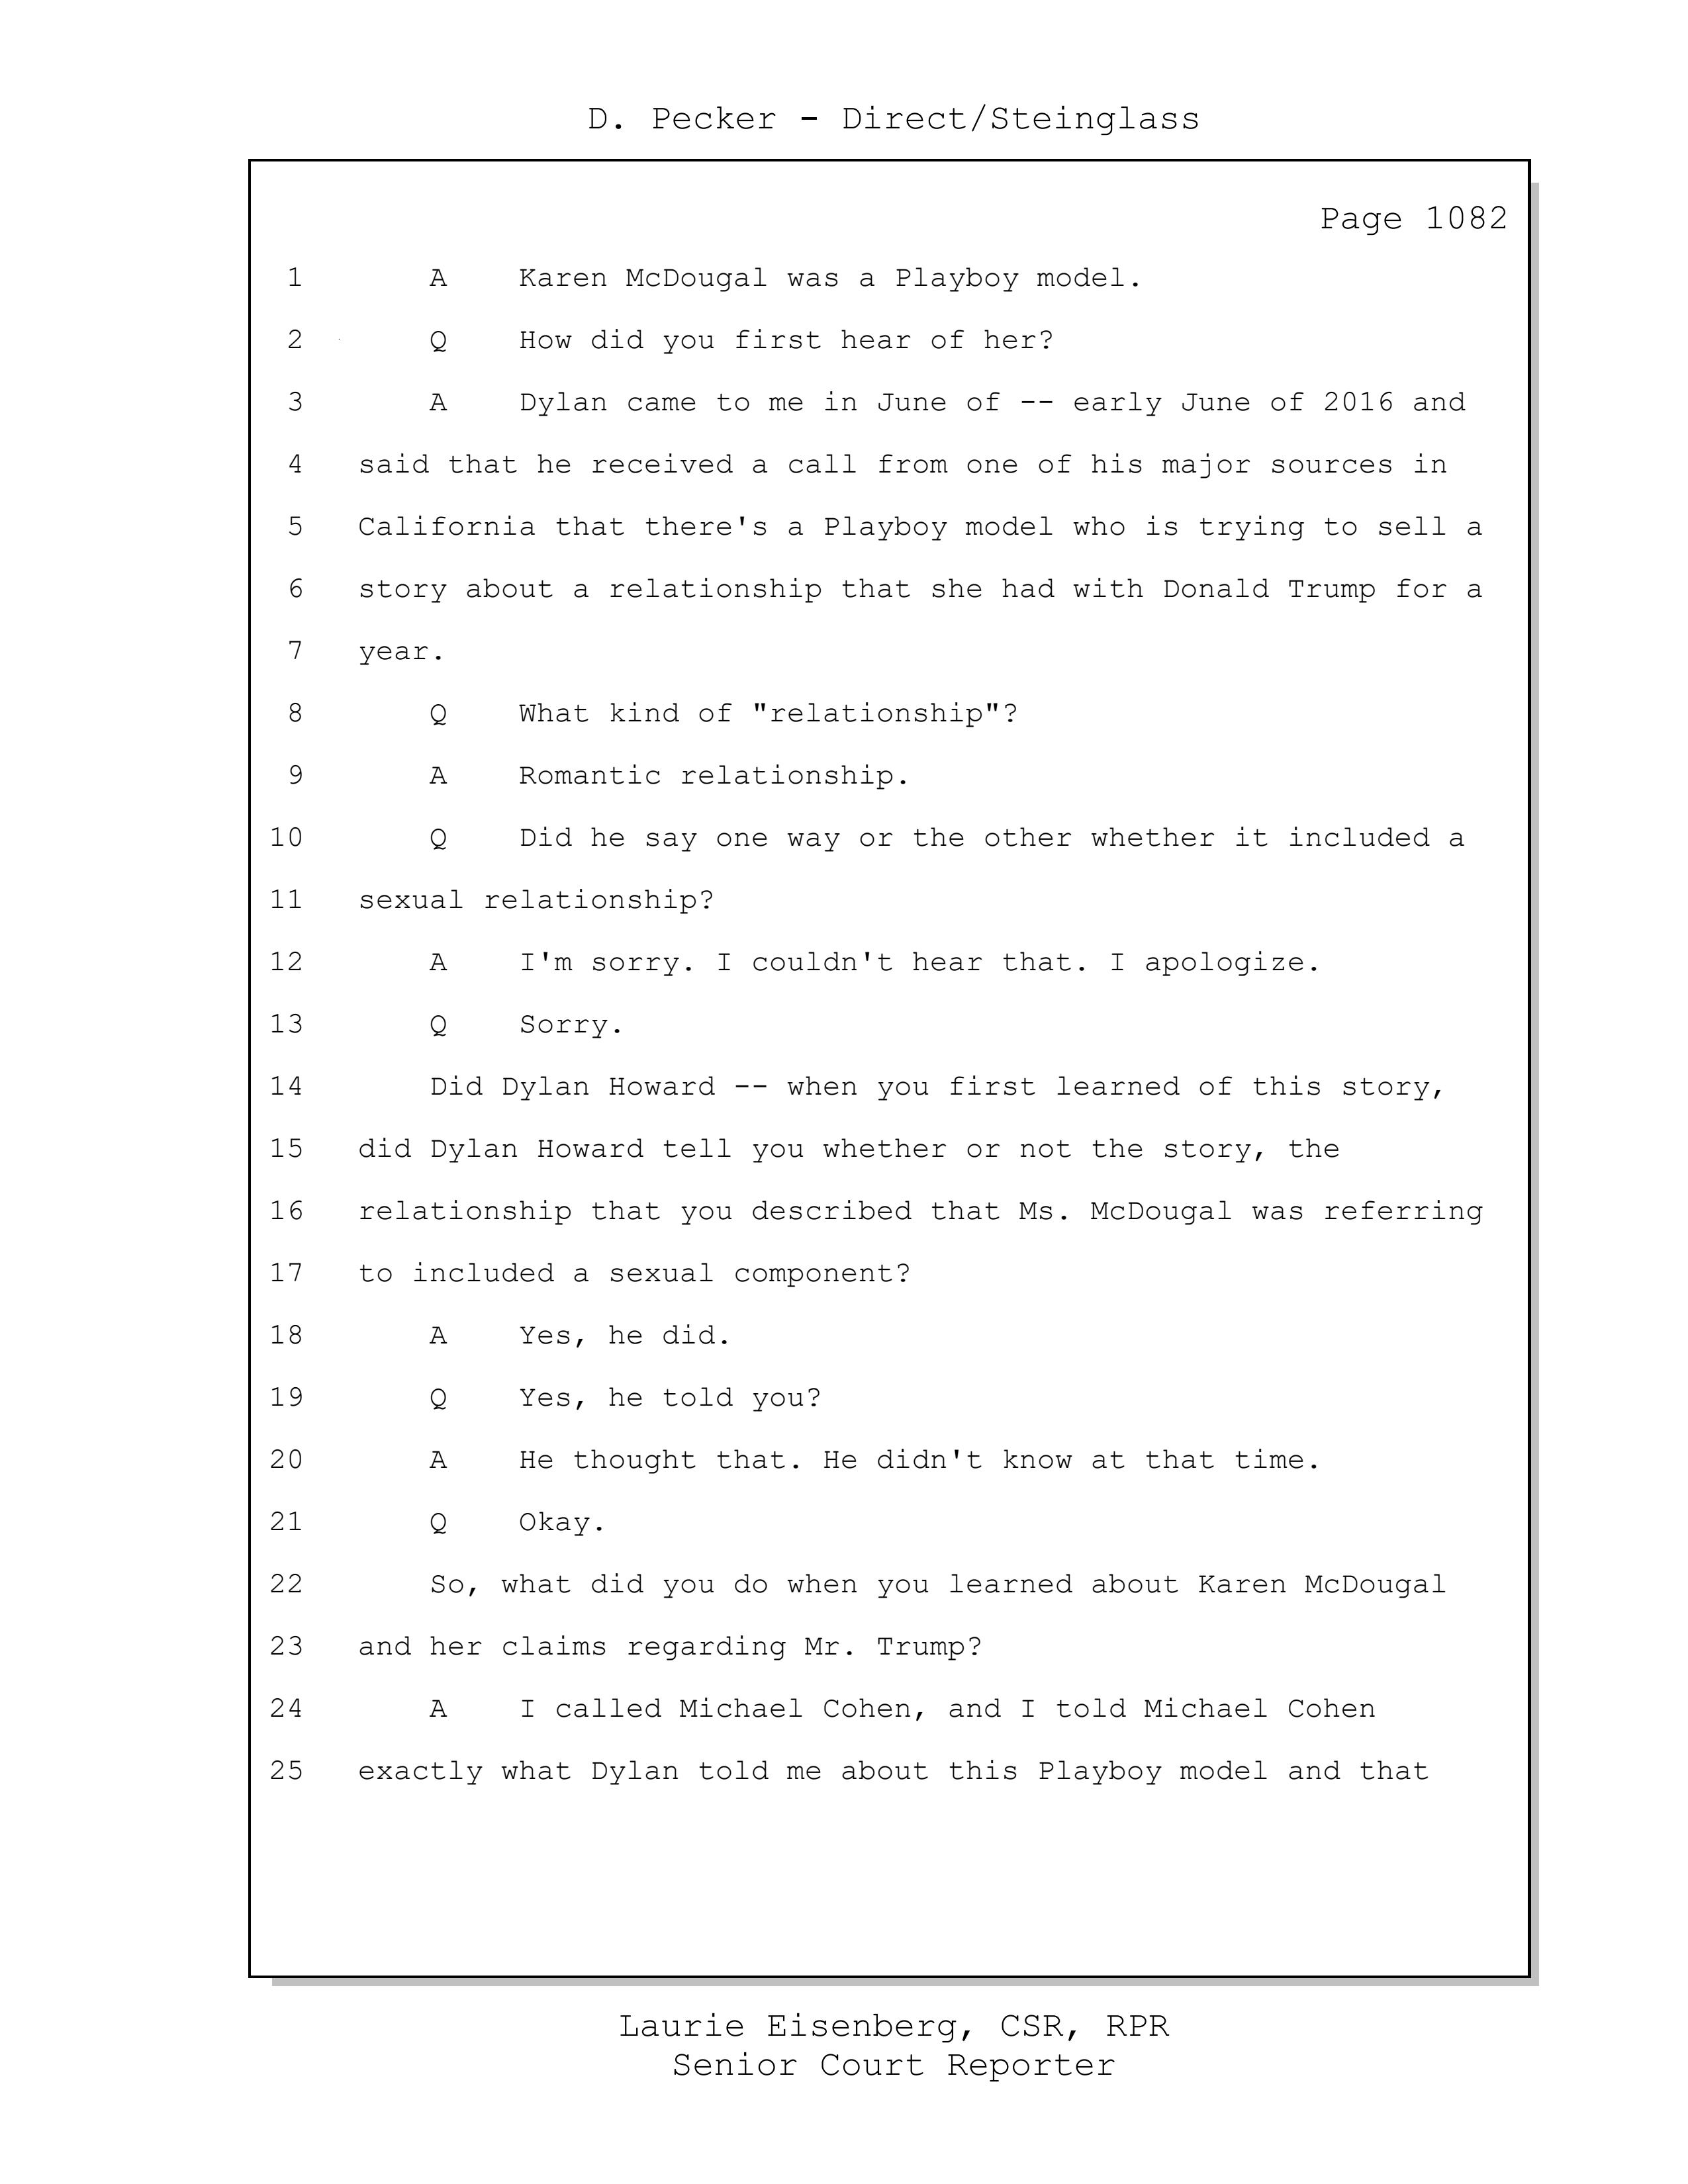 D. Pecker - Direct/Steinglass
Page 1082
1 A Karen McDougal was a Playboy model.
2 Q How did you first hear of her?
3 A Dylan came to me in June of -- early June of 2016 and
4 said that he received a call from one of his major sources in
5 California that there's a Playboy model who is trying to sell a
6 story about a relationship that she had with Donald Trump for a
7 year.
8 Q What kind of "relationship"?
9 A Romantic relationship.
10 Q Did he say one way or the other whether it included a
11 sexual relationship?
12 A I'm sorry. I couldn't hear that. I apologize.
13 Q Sorry.
14 Did Dylan Howard -- when you first learned of this story,
15 did Dylan Howard tell you whether or not the story, the
16 relationship that you described that Ms. McDougal was referring
17 to included a sexual component?
18 A Yes, he did.
19 Q Yes, he told you?
20 A He thought that. He didn't know at that time.
21 Q Okay.
22 So, what did you do when you learned about Karen McDougal
23 and her claims regarding Mr. Trump?
24 A I called Michael Cohen, and I told Michael Cohen
25 exactly what Dylan told me about this Playboy model and that
Laurie Eisenberg, CSR, RPR
Senior Court Reporter